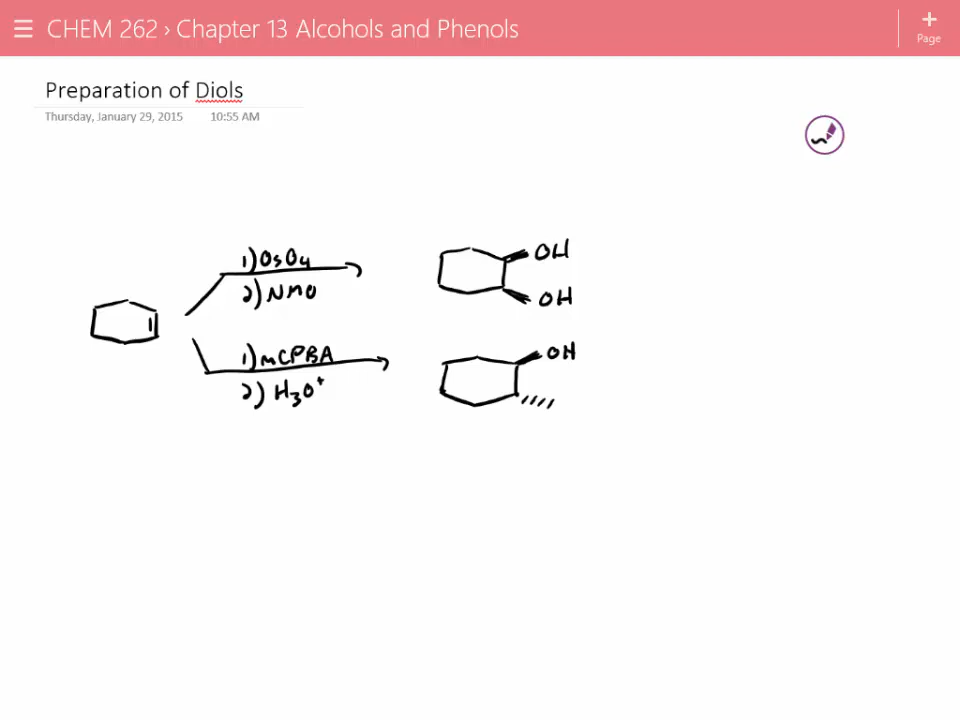 CHEM 262 › Chapter 13 Alcohols and Phenols
+
Page
Preparation of Diols
Thursday, January 29, 2015 10:55 AM
1) OsO4
2) NMO
OH
OH
1) mCPBA
2) H3O+
OH